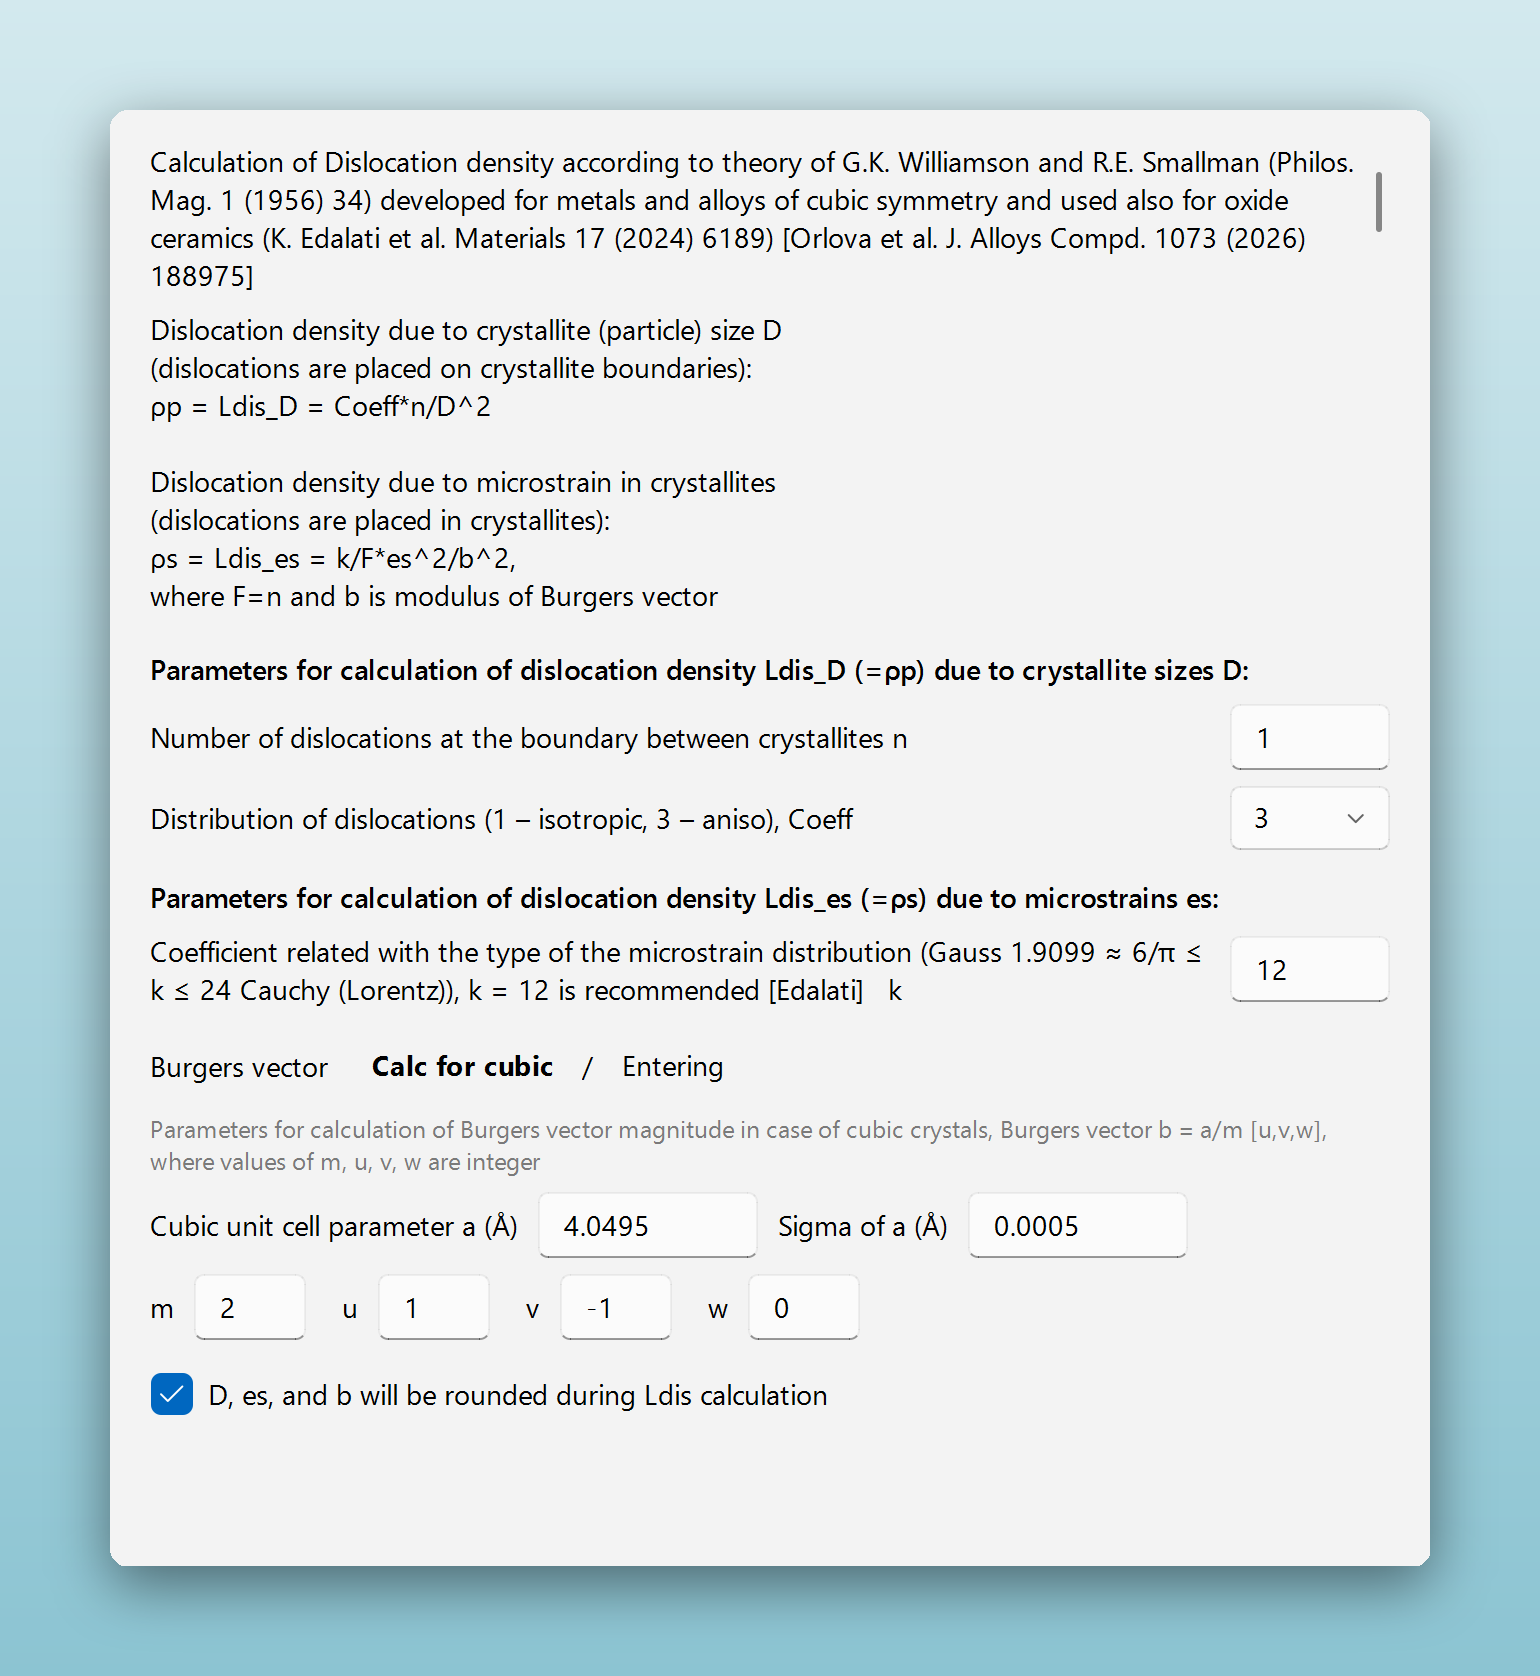 Calculation of Dislocation density according to theory of G.K. Williamson and R.E. Smallman (Philos.
Mag. 1 (1956) 34) developed for metals and alloys of cubic symmetry and used also for oxide
ceramics (K. Edalati et al. Materials 17 (2024) 6189) [Orlova et al. J. Alloys Compd. 1073 (2026)
188975]
Dislocation density due to crystallite (particle) size D
(dislocations are placed on crystallite boundaries):
ρp = Ldis_D = Coeff*n/D^2
Dislocation density due to microstrain in crystallites
(dislocations are placed in crystallites):
ρs = Ldis_es = k/F*es^2/b^2,
where F=n and b is modulus of Burgers vector
Parameters for calculation of dislocation density Ldis_D (=ρp) due to crystallite sizes D:
Number of dislocations at the boundary between crystallites n 1
Distribution of dislocations (1 – isotropic, 3 – aniso), Coeff 3
Parameters for calculation of dislocation density Ldis_es (=ρs) due to microstrains es:
Coefficient related with the type of the microstrain distribution (Gauss 1.9099 ≈ 6/π ≤
k ≤ 24 Cauchy (Lorentz)), k = 12 is recommended [Edalati] k 12
Burgers vector Calc for cubic / Entering
Parameters for calculation of Burgers vector magnitude in case of cubic crystals, Burgers vector b = a/m [u,v,w],
where values of m, u, v, w are integer
Cubic unit cell parameter a (Å) 4.0495 Sigma of a (Å) 0.0005
m 2 u 1 v -1 w 0
D, es, and b will be rounded during Ldis calculation